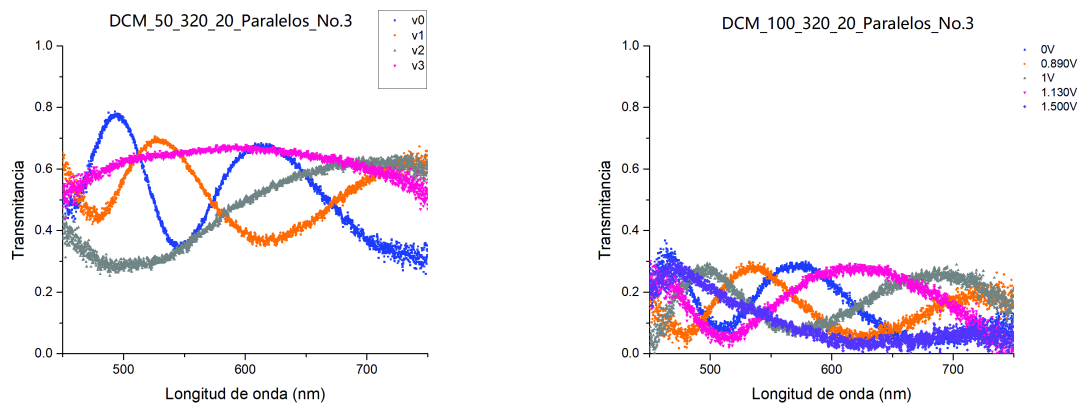 DCM_50_320_20_Paralelos_No.3
v0
v1
v2
v3
1.0
0.8
0.6
0.4
0.2
0.0
Transmitancia
500
600
700
Longitud de onda (nm)
DCM_100_320_20_Paralelos_No.3
0V
0.890V
1V
1.130V
1.500V
1.0
0.8
0.6
0.4
0.2
0.0
Transmitancia
500
600
700
Longitud de onda (nm)